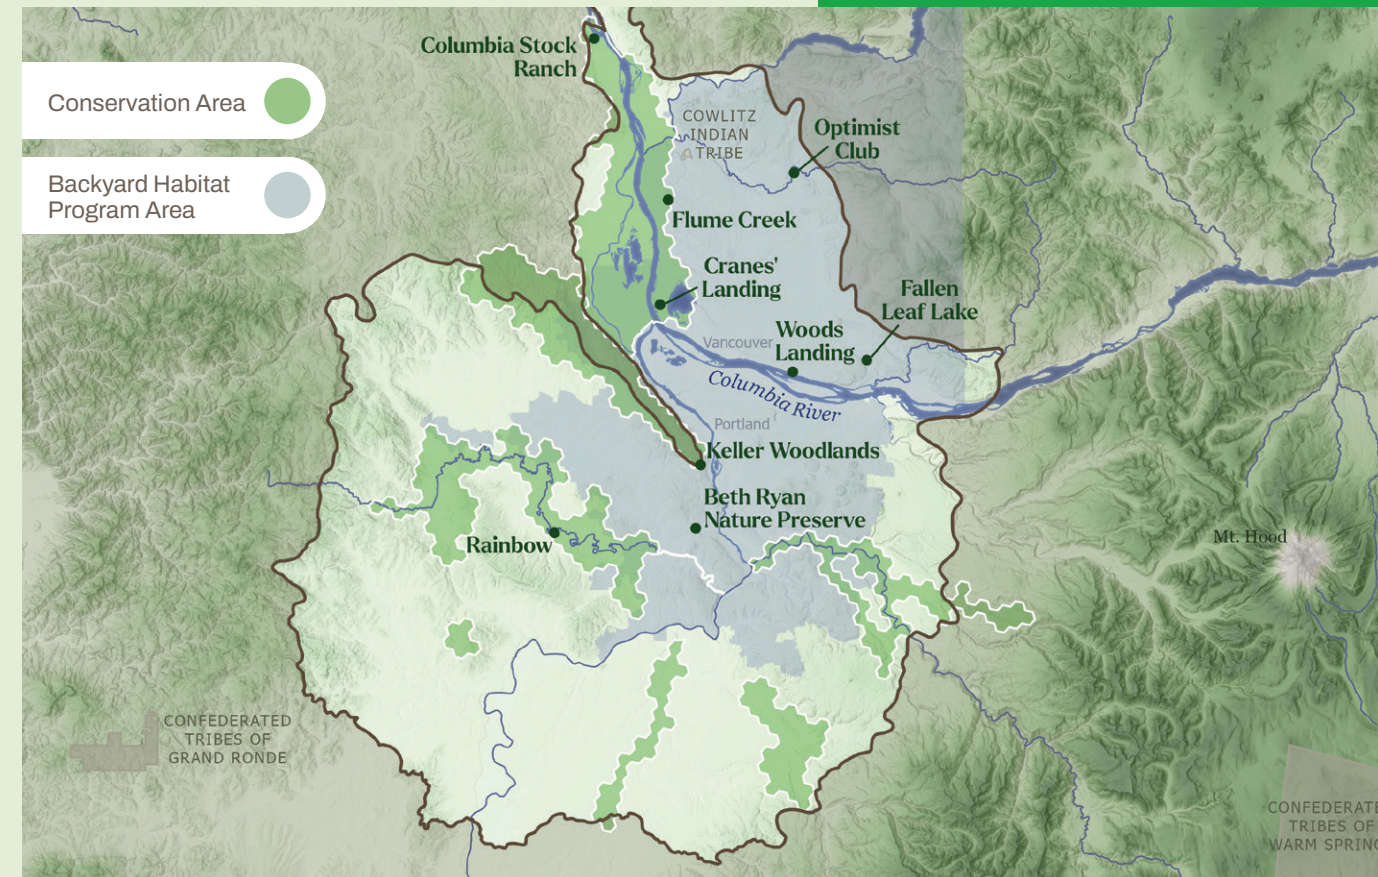 Columbia Stock
Ranch
Conservation Area
Backyard Habitat
Program Area
COWLITZ
INDIAN
TRIBE
Optimist
Club
Flume Creek
Cranes'
Landing
Fallen
Leaf Lake
Woods
Landing
Vancouver
Columbia River
Portland
Keller Woodlands
Beth Ryan
Nature Preserve
Rainbow
Mt. Hood
CONFEDERATED
TRIBES OF
GRAND RONDE
CONFEDERATE
TRIBES OF
WARM SPRING